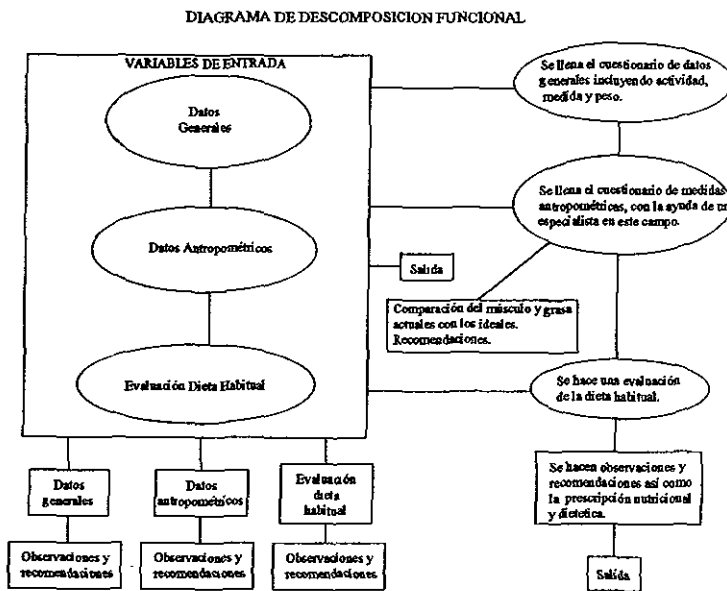 DIAGRAMA DE DESCOMPOSICION FUNCIONAL
VARIABLES DE ENTRADA
Datos
Generales
Datos Antropométricos
Evaluación Dieta Habitual
Se llena el cuestionario de datos
generales incluyendo actividad,
medida y peso.
Se llena el cuestionario de medidas
antropométricas, con la ayuda de un
especialista en este campo.
Salida
Comparación del músculo y grasa
actuales con los ideales.
Recomendaciones.
Se hace una evaluación
de la dieta habitual.
Se hacen observaciones y
recomendaciones así como
la prescripción nutricional
y dietetica.
Salida
Datos
generales
Datos
antropométricos
Evaluación
dieta
habitual
Observaciones y
recomendaciones
Observaciones y
recomendaciones
Observaciones y
recomendaciones